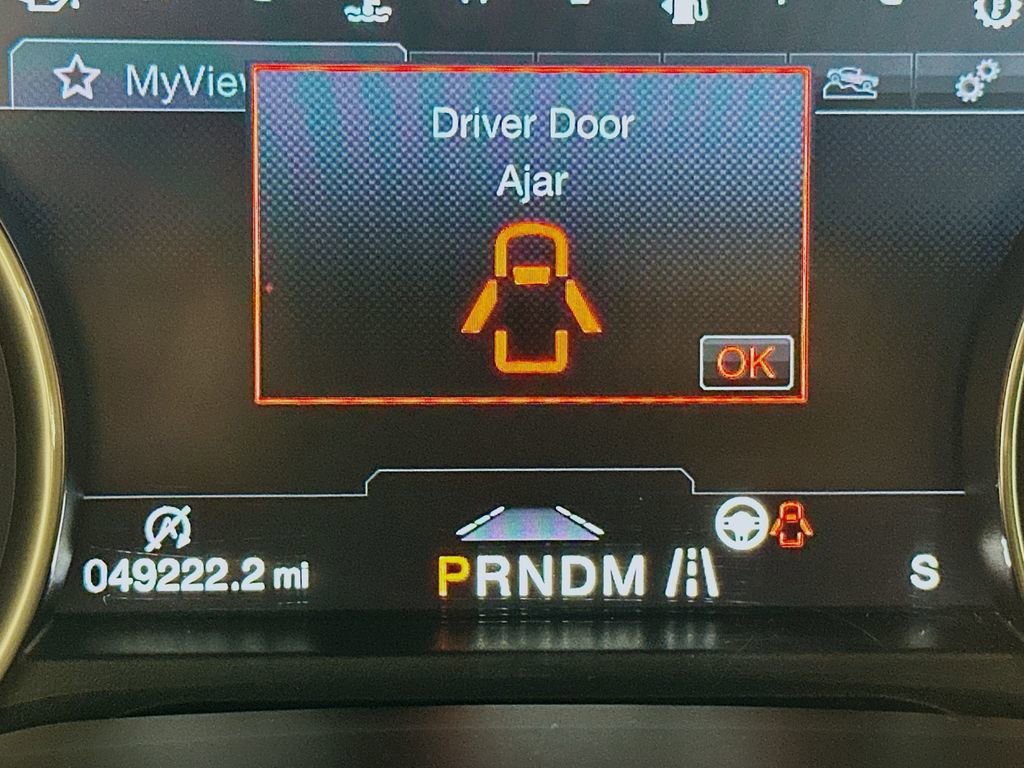 MyView
Driver Door
Ajar
OK
049222.2 mi
PRNDM
S